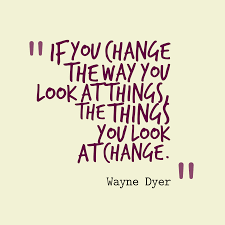 "IF YOU CHANGE
THE WAY YOU
LOOK AT THINGS,
THE THINGS
YOU LOOK
AT CHANGE."
Wayne Dyer